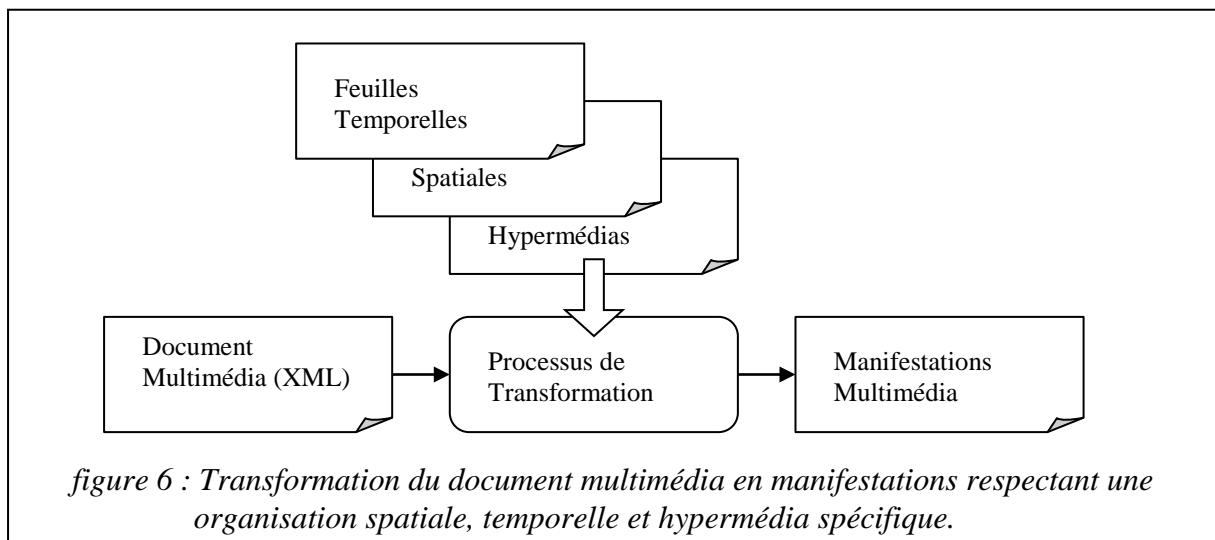 Feuilles
Temporelles
Spatiales
Hypermédias
Document
Multimédia (XML)
Processus de
Transformation
Manifestations
Multimédia
figure 6 : Transformation du document multimédia en manifestations respectant une
organisation spatiale, temporelle et hypermédia spécifique.